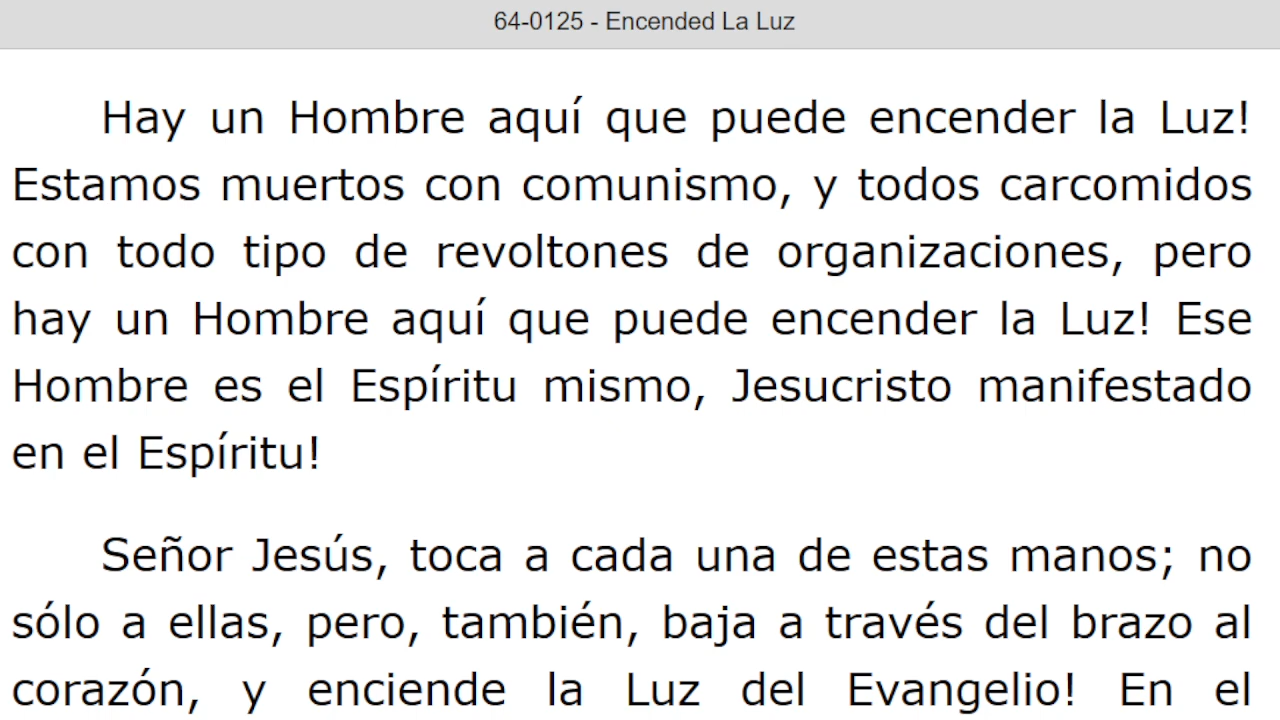 64-0125 - Encended La Luz
Hay un Hombre aquí que puede encender la Luz!
Estamos muertos con comunismo, y todos carcomidos
con todo tipo de revoltones de organizaciones, pero
hay un Hombre aquí que puede encender la Luz! Ese
Hombre es el Espíritu mismo, Jesucristo manifestado
en el Espíritu!
Señor Jesús, toca a cada una de estas manos; no
sólo a ellas, pero, también, baja a través del brazo al
corazón, y enciende la Luz del Evangelio! En el